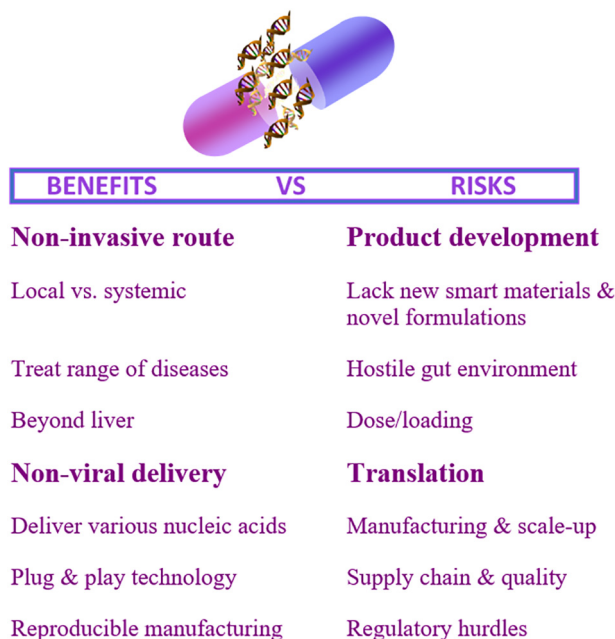 BENEFITS VS RISKS
Non-invasive route
Local vs. systemic
Treat range of diseases
Beyond liver
Non-viral delivery
Deliver various nucleic acids
Plug & play technology
Reproducible manufacturing
Product development
Lack new smart materials &
novel formulations
Hostile gut environment
Dose/loading
Translation
Manufacturing & scale-up
Supply chain & quality
Regulatory hurdles